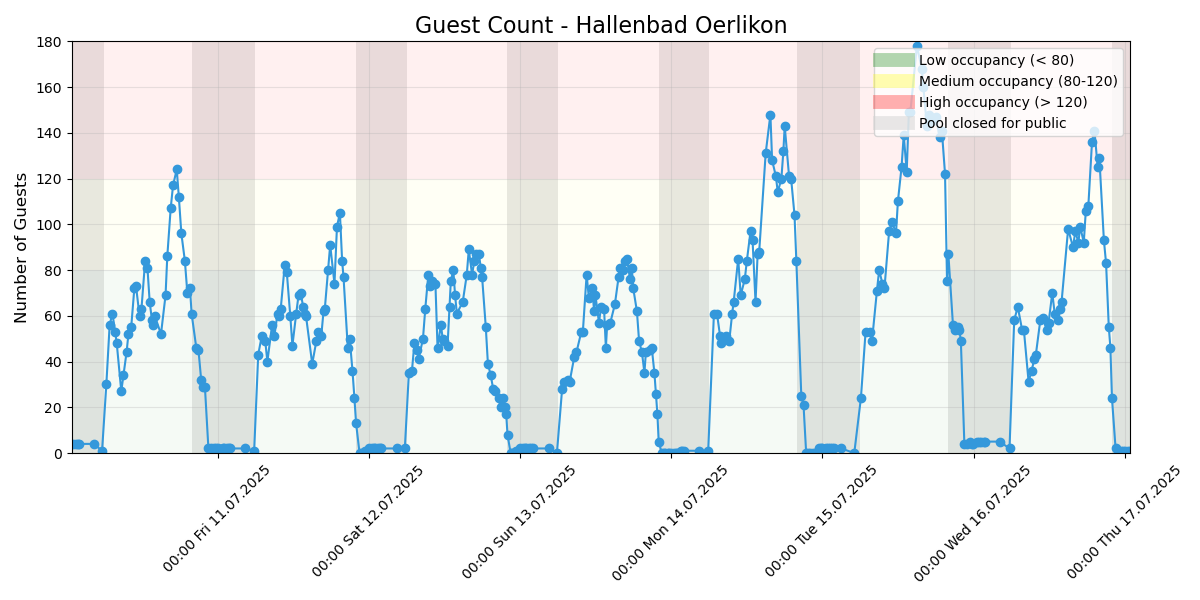 Guest Count - Hallenbad Oerlikon
Number of Guests
180
160
140
120
100
80
60
40
20
0
Low occupancy (< 80)
Medium occupancy (80-120)
High occupancy (> 120)
Pool closed for public
00:00 Fri 11.07.2025
00:00 Sat 12.07.2025
00:00 Sun 13.07.2025
00:00 Mon 14.07.2025
00:00 Tue 15.07.2025
00:00 Wed 16.07.2025
00:00 Thu 17.07.2025